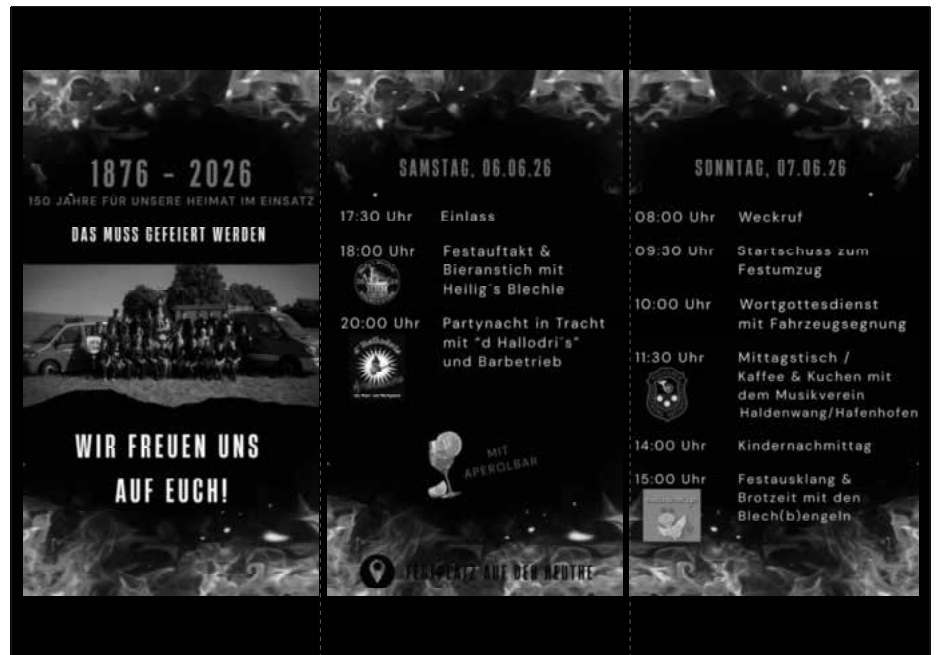 1876 - 2026
150 JAHRE FÜR UNSERE HEIMAT IM EINSATZ
DAS MUSS GEFEIERT WERDEN
WIR FREUEN UNS
AUF EUCH!
SAMSTAG, 06.06.26
17:30 Uhr Einlass
18:00 Uhr Festauftakt &
Bieranstich mit
Heilig´s Blechle
20:00 Uhr Partynacht in Tracht
mit "d Hallodri´s"
und Barbetrieb
MIT
APEROLBAR
FESTPLATZ AUF DER REUTHE
SONNTAG, 07.06.26
08:00 Uhr Weckruf
09:30 Uhr Startschuss zum
Festumzug
10:00 Uhr Wortgottesdienst
mit Fahrzeugsegnung
11:30 Uhr Mittagstisch /
Kaffee & Kuchen mit
dem Musikverein
Haldenwang/Hafenhofen
14:00 Uhr Kindernachmittag
15:00 Uhr Festausklang &
Brotzeit mit den
Blech(b)engeln